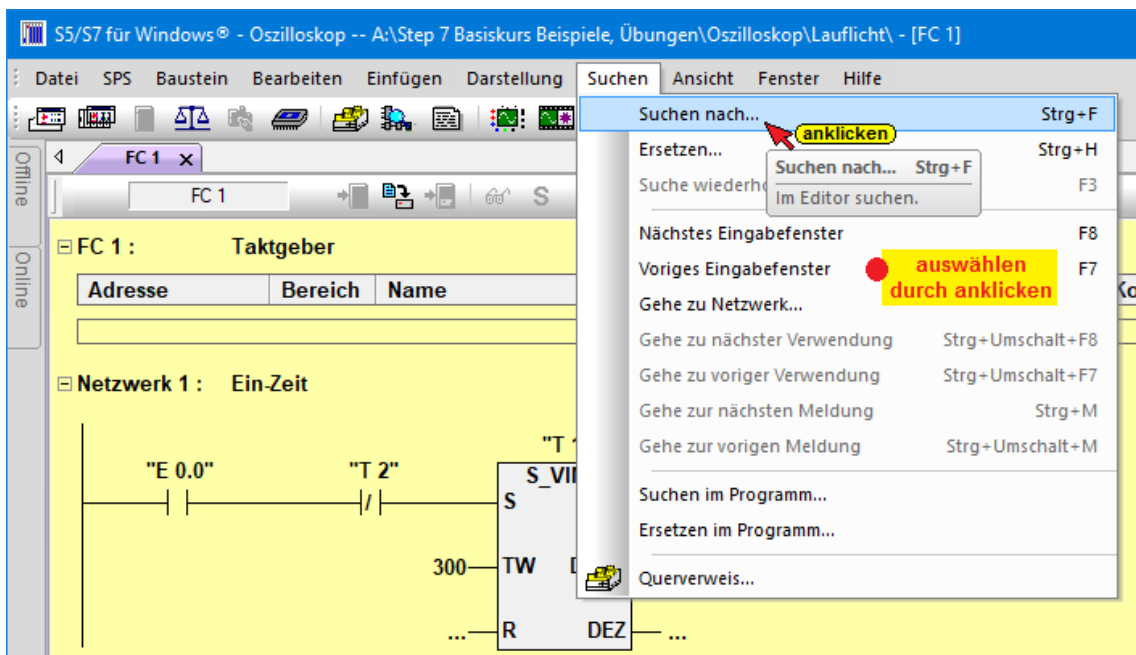 S5/S7 für Windows® - Oszilloskop -- A:\Step 7 Basiskurs Beispiele, Übungen\Oszilloskop\Lauflicht\ - [FC 1]
Datei SPS Baustein Bearbeiten Einfügen Darstellung Suchen Ansicht Fenster Hilfe
Suchen nach... Strg+F
anklicken
Ersetzen... Strg+H
Suchen nach... Strg+F
Im Editor suchen.
F3
Nächstes Eingabefenster F8
Voriges Eingabefenster F7
auswählen
durch anklicken
Gehe zu Netzwerk...
Gehe zu nächster Verwendung Strg+Umschalt+F8
Gehe zu voriger Verwendung Strg+Umschalt+F7
Gehe zur nächsten Meldung Strg+M
Gehe zur vorigen Meldung Strg+Umschalt+M
Suchen im Programm...
Ersetzen im Programm...
Querverweis...
Offline
Online
FC 1 x
FC 1
S
FC 1 : Taktgeber
Adresse Bereich Name
Netzwerk 1 : Ein-Zeit
"E 0.0" "T 2"
S
300 TW
... R DEZ ...